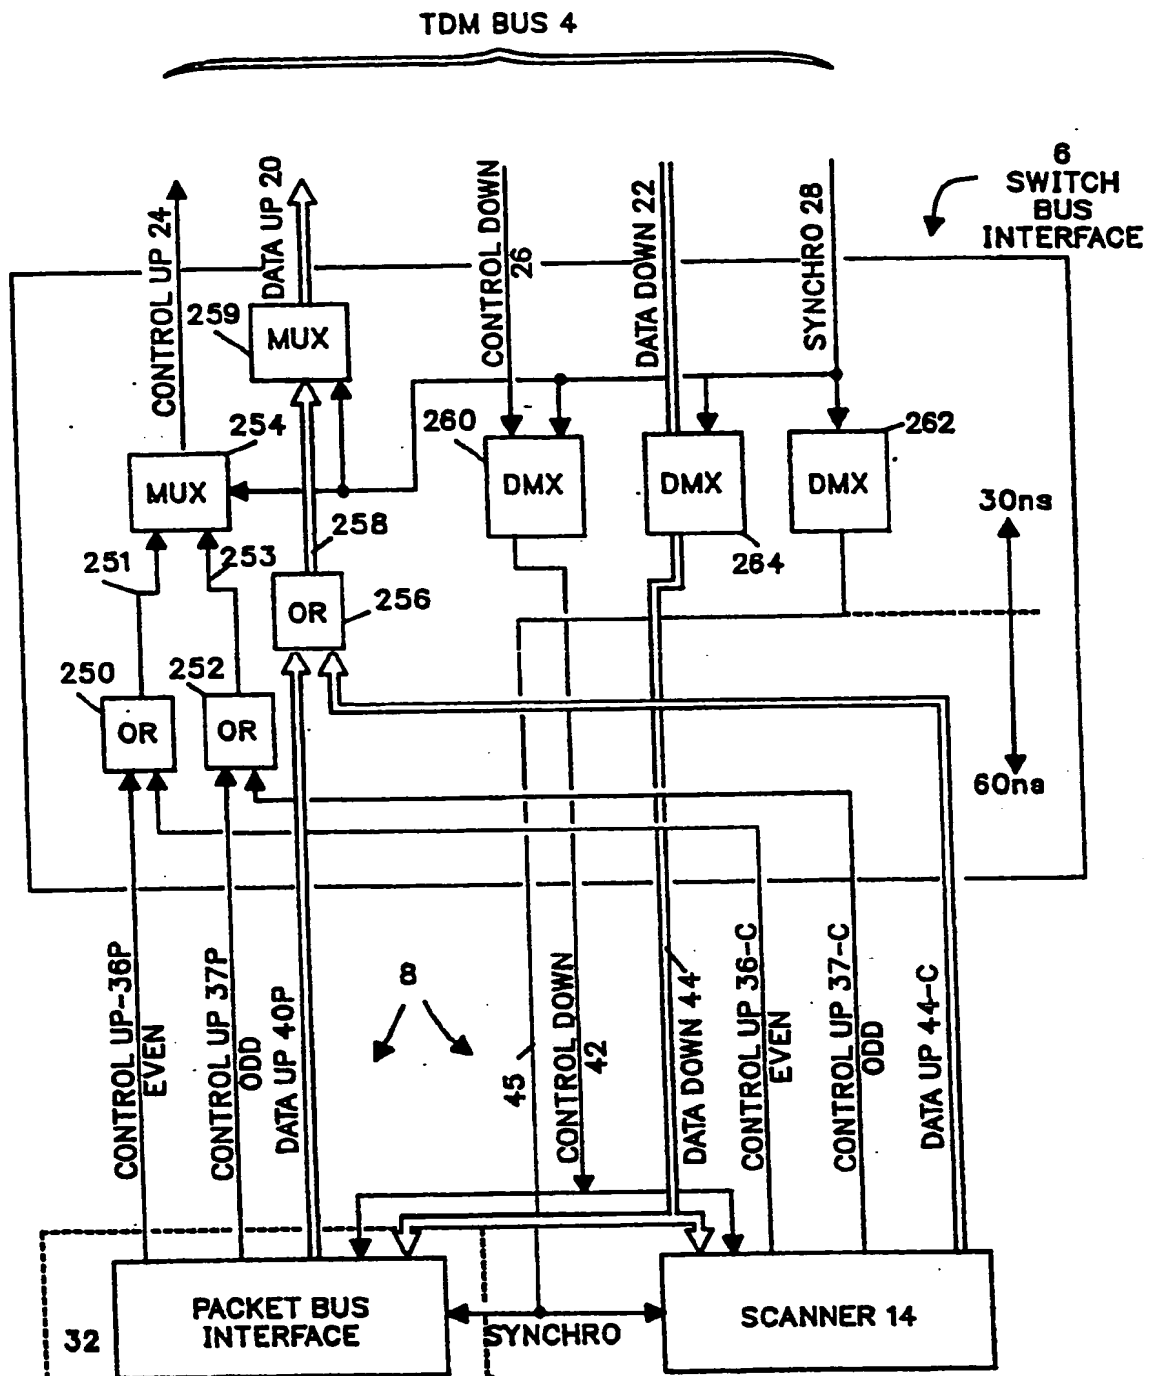 TDM BUS 4
6
SWITCH
BUS
INTERFACE
CONTROL UP 24
DATA UP 20
CONTROL DOWN
26
DATA DOWN 22
SYNCHRO 28
259
MUX
254
MUX
260
DMX
DMX
264
262
DMX
30ns
251
253
258
OR
256
250
OR
252
OR
60ns
CONTROL UP-36P
EVEN
CONTROL UP 37P
ODD
DATA UP 40P
8
45
CONTROL DOWN
42
DATA DOWN 44
CONTROL UP 36-C
EVEN
CONTROL UP 37-C
ODD
DATA UP 44-C
32
PACKET BUS
INTERFACE
SYNCHRO
SCANNER 14